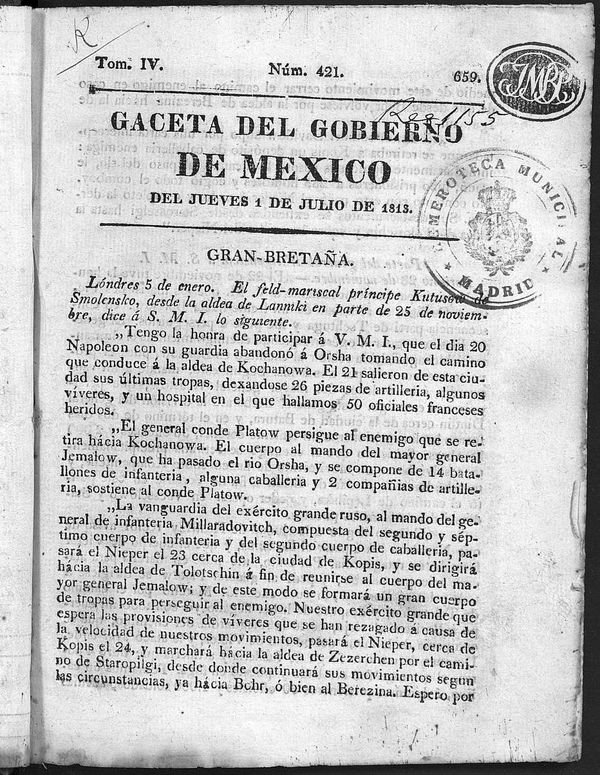 R
Tom. IV.
Núm. 421.
659.
JMBR
Reg 1155
GACETA DEL GOBIERNO
DE MEXICO
DEL JUEVES 1 DE JULIO DE 1813.
HEMEROTECA MUNICIPAL
MADRID
GRAN-BRETAÑA.
Lóndres 5 de enero. El feld-mariscal príncipe Kutusow de
Smolensko, desde la aldea de Lanniki en parte de 25 de noviem-
bre, dice á S. M. I. lo siguiente.
„Tengo la honra de participar á V. M. I., que el dia 20
Napoleon con su guardia abandonó á Orsha tomando el camino
que conduce á la aldea de Kochanowa. El 21 salieron de esta ciu-
dad sus últimas tropas, dexandose 26 piezas de artilleria, algunos
víveres, y un hospital en el que hallamos 50 oficiales franceses
heridos.
„El general conde Platow persigue al enemigo que se re-
tira hácia Kochanowa. El cuerpo al mando del mayor general
Jemalow, que ha pasado el rio Orsha, y se compone de 14 bata-
llones de infanteria, alguna caballeria y 2 compañias de artille-
ria, sostiene al conde Platow.
„La vanguardia del exército grande ruso, al mando del ge-
neral de infanteria Millaradovitch, compuesta del segundo y sép-
timo cuerpo de infanteria y del segundo cuerpo de caballeria, pa-
sará el Nieper el 23 cerca de la ciudad de Kopis, y se dirigirá
hácia la aldea de Tolotschin á fin de reunirse al cuerpo del ma-
yor general Jemalow; y de este modo se formará un gran cuerpo
de tropas para perseguir al enemigo. Nuestro exército grande que
espera las provisiones de víveres que se han rezagado á causa de
la velocidad de nuestros movimientos, pasará el Nieper, cerca de
Kopis el 24, y marchará hácia la aldea de Zezerchen por el cami-
no de Staropilgi, desde donde continuará sus movimientos segun
las circunstancias, ya hácia Bohr, ó bien al Berezina. Espero por